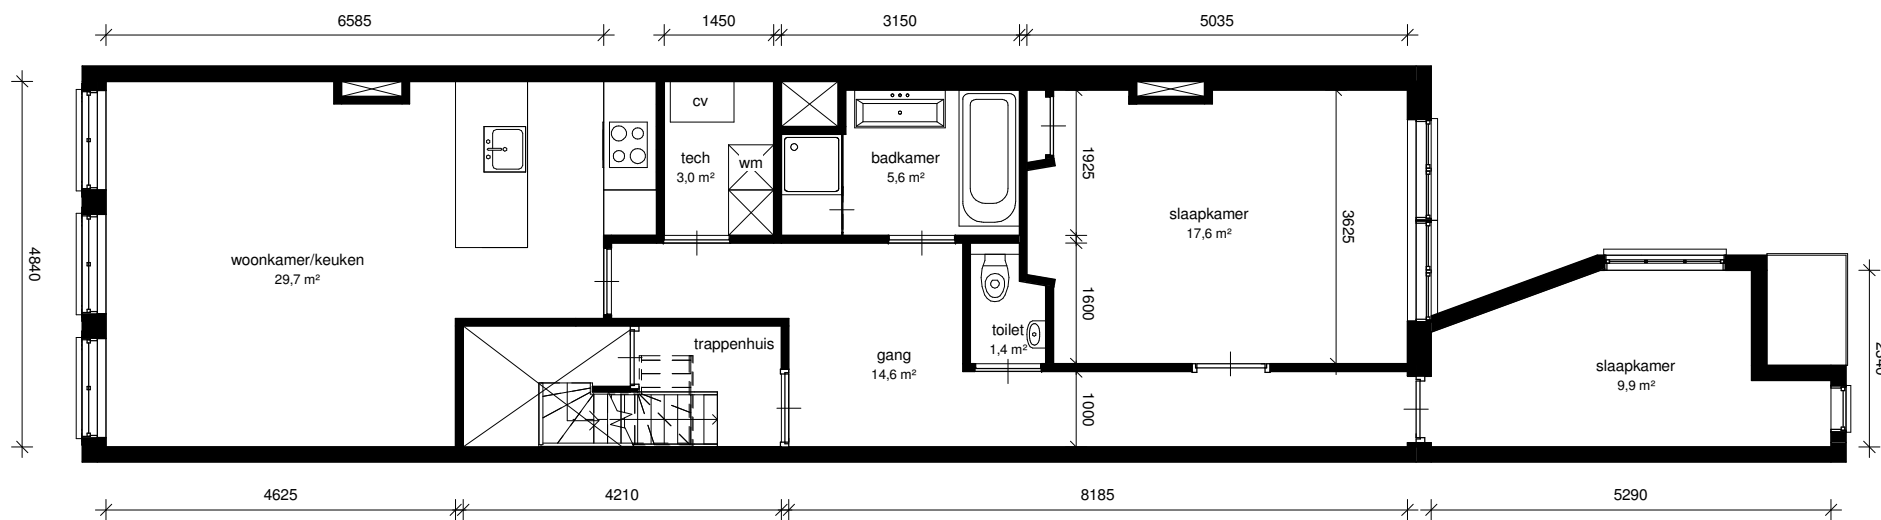 6585
1450
3150
5035
cv
tech
3,0 m²
wm
badkamer
5,6 m²
1925
slaapkamer
17,6 m²
3625
4840
woonkamer/keuken
29,7 m²
1600
toilet
1,4 m²
trappenhuis
gang
14,6 m²
slaapkamer
9,9 m²
1000
4625
4210
8185
5290